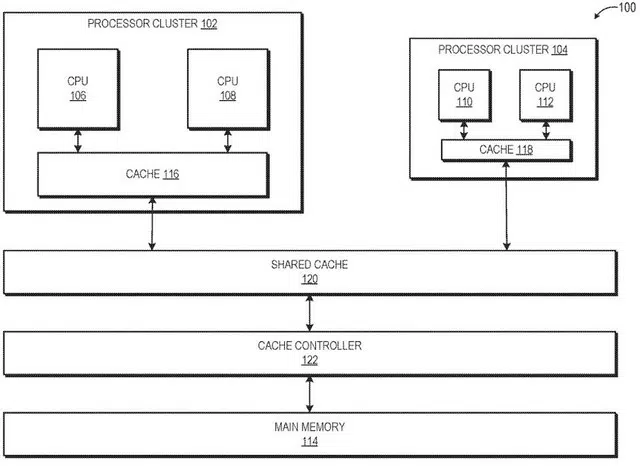 100
PROCESSOR CLUSTER 102
PROCESSOR CLUSTER 104
CPU
106
CPU
108
CPU
110
CPU
112
CACHE 116
CACHE 118
SHARED CACHE
120
CACHE CONTROLLER
122
MAIN MEMORY
114